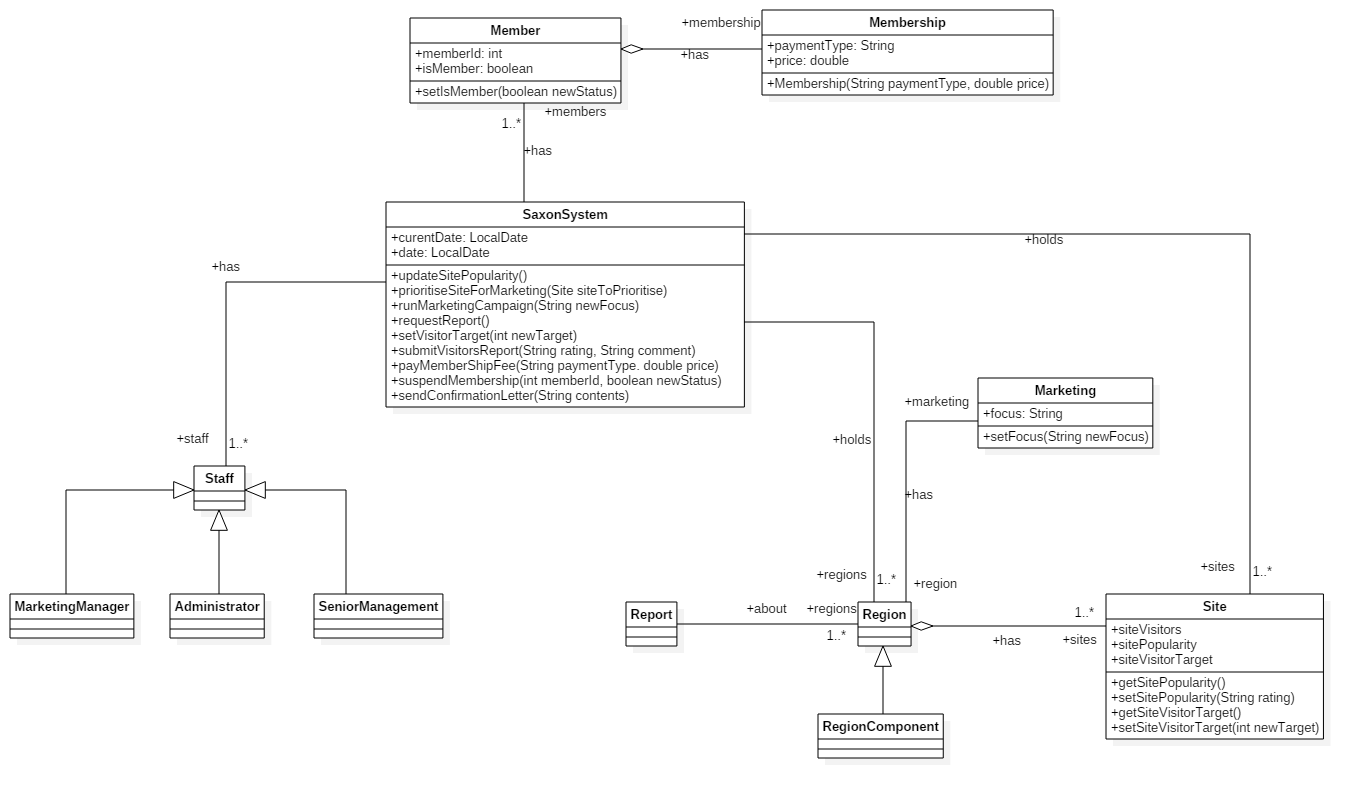 Member
+memberId: int
+isMember: boolean
+setIsMember(boolean newStatus)
+membership
+has
Membership
+paymentType: String
+price: double
+Membership(String paymentType, double price)
1..*
+members
+has
SaxonSystem
+curentDate: LocalDate
+date: LocalDate
+updateSitePopularity()
+prioritiseSiteForMarketing(Site siteToPrioritise)
+runMarketingCampaign(String newFocus)
+requestReport()
+setVisitorTarget(int newTarget)
+submitVisitorsReport(String rating, String comment)
+payMemberShipFee(String paymentType. double price)
+suspendMembership(int memberId, boolean newStatus)
+sendConfirmationLetter(String contents)
+holds
+has
+staff
1..*
Staff
MarketingManager
Administrator
SeniorManagement
+holds
+marketing
+has
Marketing
+focus: String
+setFocus(String newFocus)
+regions
1..*
+region
+sites
1..*
Report
+about
+regions
1..*
Region
+has
1..*
+sites
Site
+siteVisitors
+sitePopularity
+siteVisitorTarget
+getSitePopularity()
+setSitePopularity(String rating)
+getSiteVisitorTarget()
+setSiteVisitorTarget(int newTarget)
RegionComponent